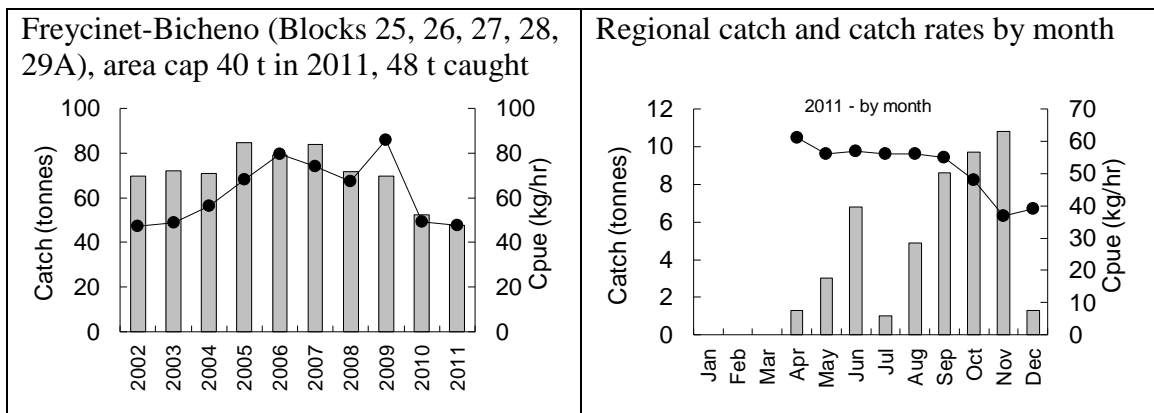 Freycinet-Bicheno (Blocks 25, 26, 27, 28,
29A), area cap 40 t in 2011, 48 t caught
100
80
60
40
20
0
Catch (tonnes)
100
80
60
40
20
0
Cpue (kg/hr)
2002
2003
2004
2005
2006
2007
2008
2009
2010
2011
Regional catch and catch rates by month
2011 - by month
12
10
8
6
4
2
0
Catch (tonnes)
70
60
50
40
30
20
10
0
Cpue (kg/hr)
Jan
Feb
Mar
Apr
May
Jun
Jul
Aug
Sep
Oct
Nov
Dec